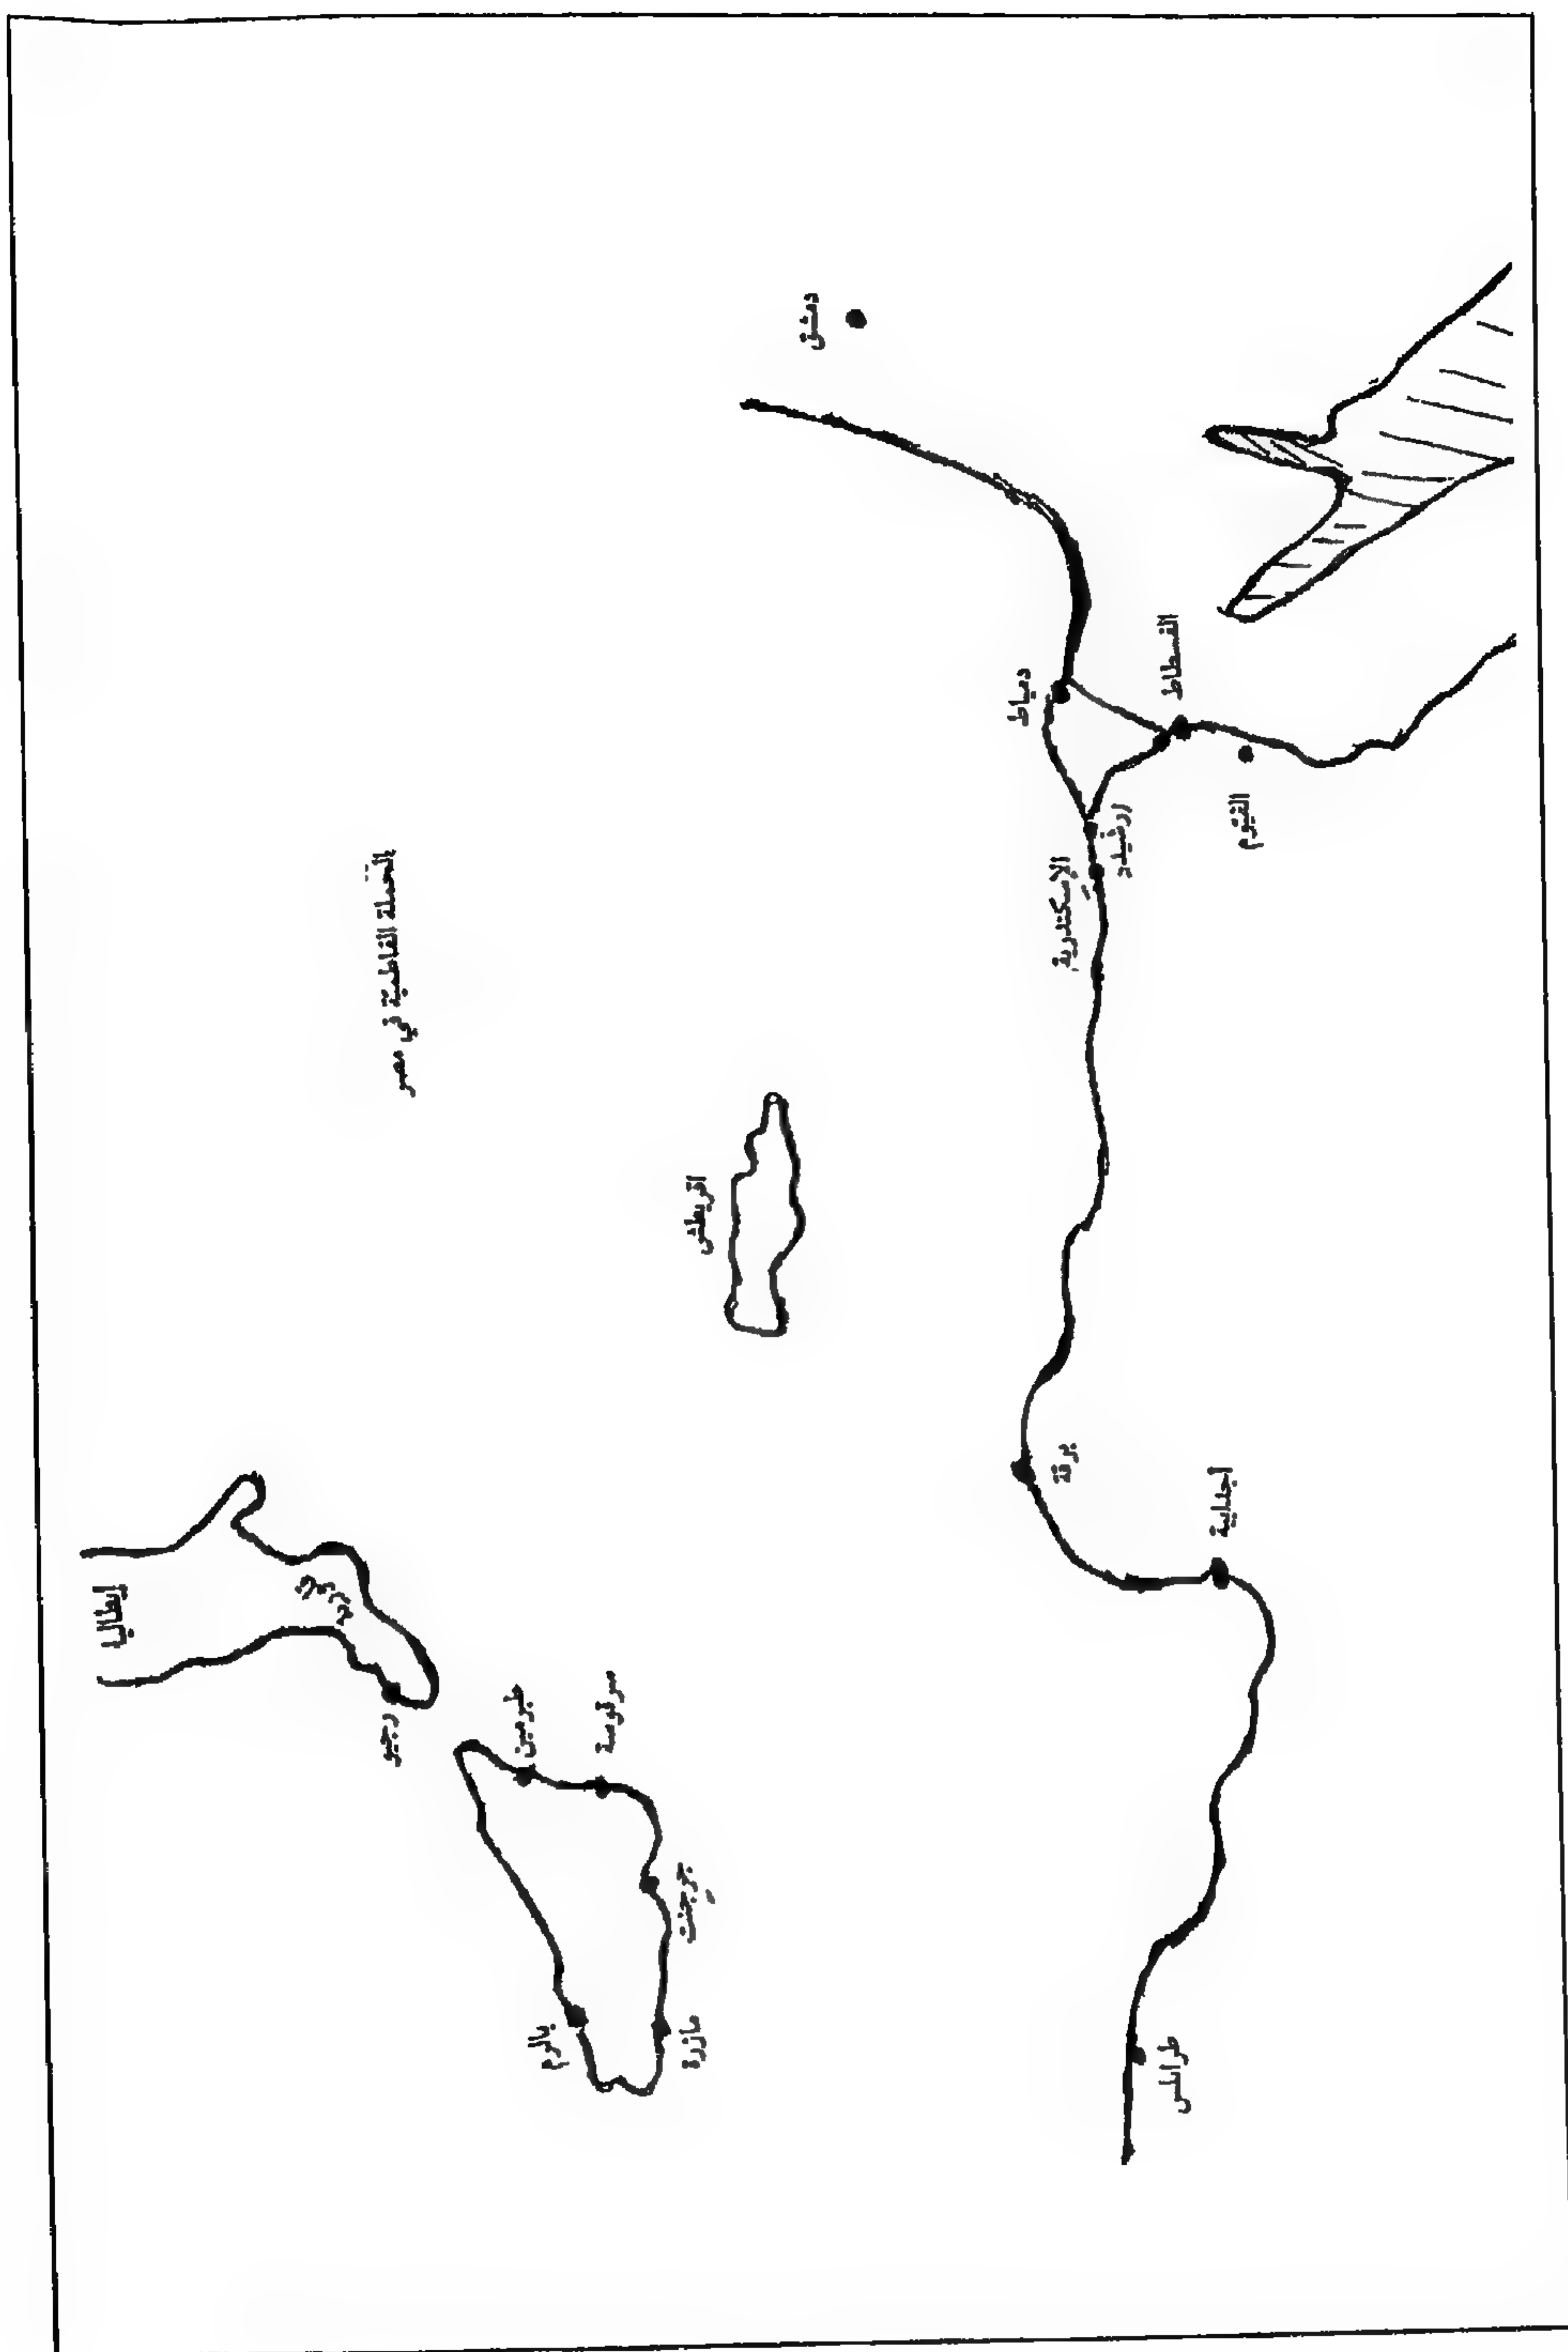 الحملة الفاطمية في مصر
إيطاليا
رجيو
طبرمين
سرقوسة
جرجنت
مازرة
بالرم
اقريطش
دمشق
دمياط
الفسطاط
رشيد
الإسكندرية
الفيوم
برقة
اجدابية
طرابلس